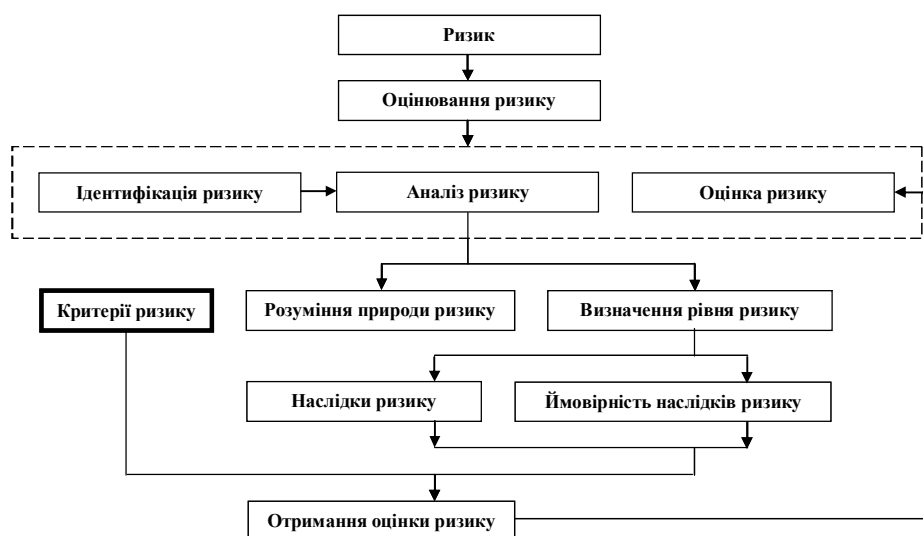 Ризик
Оцінювання ризику
Ідентифікація ризику
Аналіз ризику
Оцінка ризику
Критерії ризику
Розуміння природи ризику
Визначення рівня ризику
Наслідки ризику
Ймовірність наслідків ризику
Отримання оцінки ризику